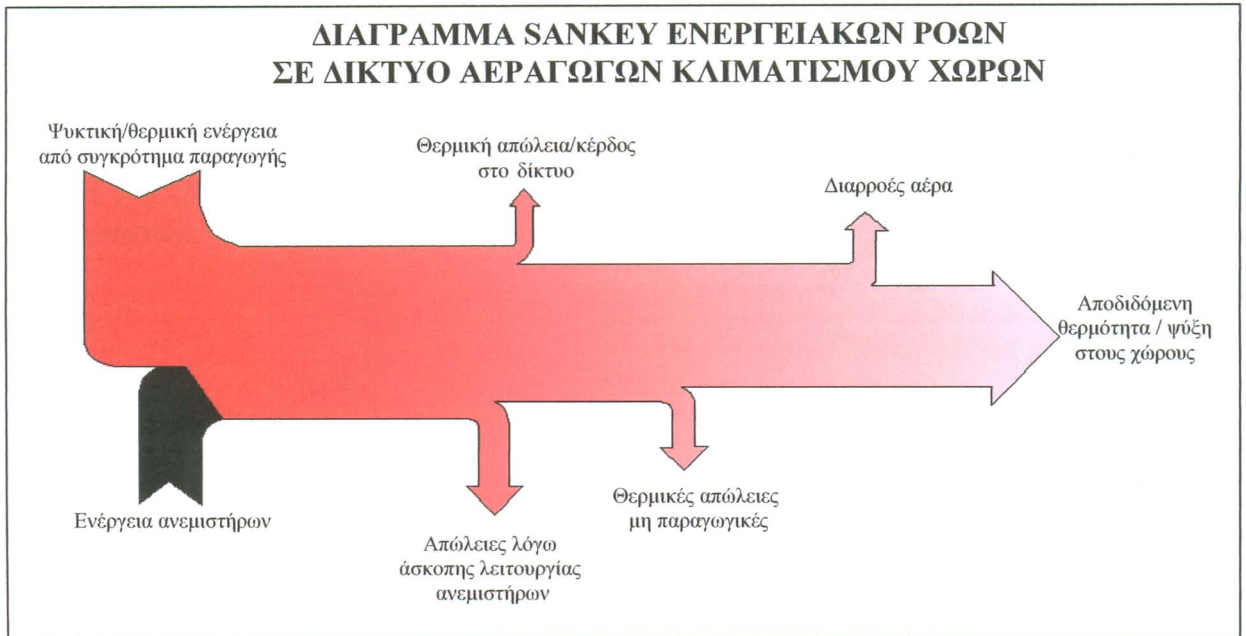 ΔΙΑΓΡΑΜΜΑ SANKEY ΕΝΕΡΓΕΙΑΚΩΝ ΡΟΩΝ
ΣΕ ΔΙΚΤΥΟ ΑΕΡΑΓΩΓΩΝ ΚΛΙΜΑΤΙΣΜΟΥ ΧΩΡΩΝ
Ψυκτική/θερμική ενέργεια
από συγκρότημα παραγωγής
Θερμική απώλεια/κέρδος
στο δίκτυο
Διαρροές αέρα
Αποδιδόμενη
θερμότητα / ψύξη
στους χώρους
Ενέργεια ανεμιστήρων
Απώλειες λόγω
άσκοπης λειτουργίας
ανεμιστήρων
Θερμικές απώλειες
μη παραγωγικές